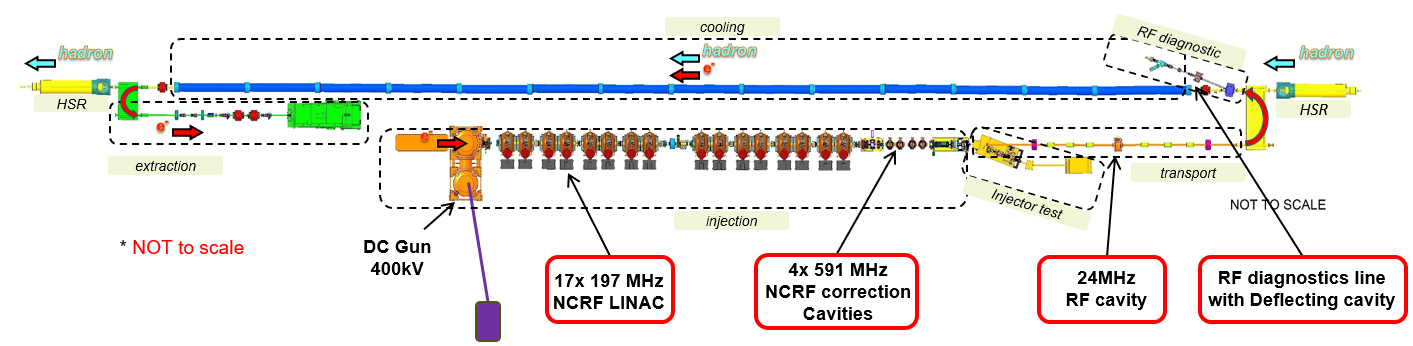 cooling
RF diagnostic
hadron
hadron
hadron
e-
HSR
HSR
e-
e-
extraction
transport
Injector test
injection
NOT TO SCALE
* NOT to scale
DC Gun
400kV
17x 197 MHz
NCRF LINAC
4x 591 MHz
NCRF correction
Cavities
24MHz
RF cavity
RF diagnostics line
with Deflecting cavity